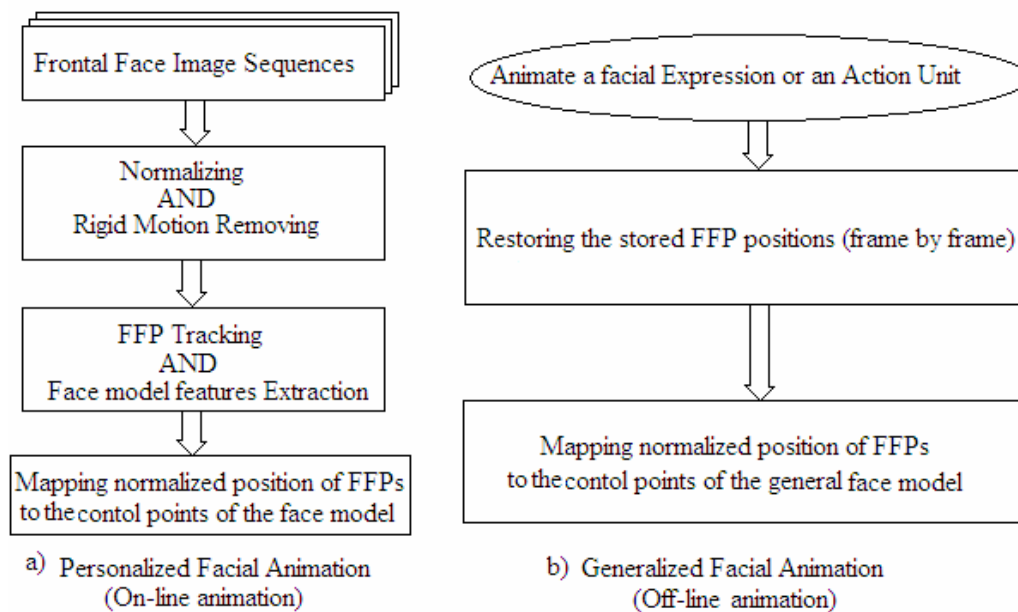 Frontal Face Image Sequences
Normalizing
AND
Rigid Motion Removing
FFP Tracking
AND
Face model features Extraction
Mapping normalized position of FFPs
to the contol points of the face model
a) Personalized Facial Animation
(On-line animation)
Animate a facial Expression or an Action Unit
Restoring the stored FFP positions (frame by frame)
Mapping normalized position of FFPs
to the contol points of the general face model
b) Generalized Facial Animation
(Off-line animation)